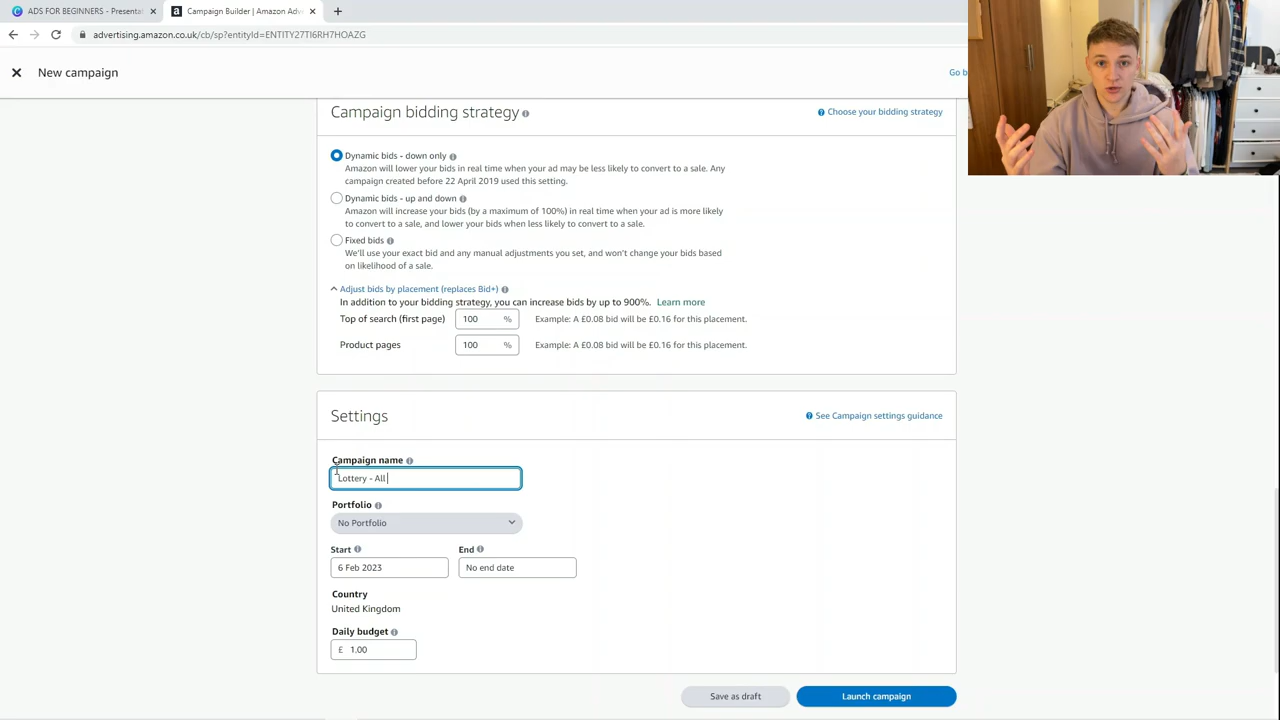 ADS FOR BEGINNERS - Presenta
Campaign Builder | Amazon Adv
advertising.amazon.co.uk/cb/sp?entityId=ENTITY27TI6RH7HOAZG
New campaign
Go b
Campaign bidding strategy
Choose your bidding strategy
Dynamic bids - down only
Amazon will lower your bids in real time when your ad may be less likely to convert to a sale. Any
campaign created before 22 April 2019 used this setting.
Dynamic bids - up and down
Amazon will increase your bids (by a maximum of 100%) in real time when your ad is more likely
to convert to a sale, and lower your bids when less likely to convert to a sale.
Fixed bids
We'll use your exact bid and any manual adjustments you set, and won't change your bids based
on likelihood of a sale.
Adjust bids by placement (replaces Bid+)
In addition to your bidding strategy, you can increase bids by up to 900%. Learn more
Top of search (first page) 100 % Example: A £0.08 bid will be £0.16 for this placement.
Product pages 100 % Example: A £0.08 bid will be £0.16 for this placement.
Settings
See Campaign settings guidance
Campaign name
Lottery - All
Portfolio
No Portfolio
Start End
6 Feb 2023 No end date
Country
United Kingdom
Daily budget
£ 1.00
Save as draft Launch campaign